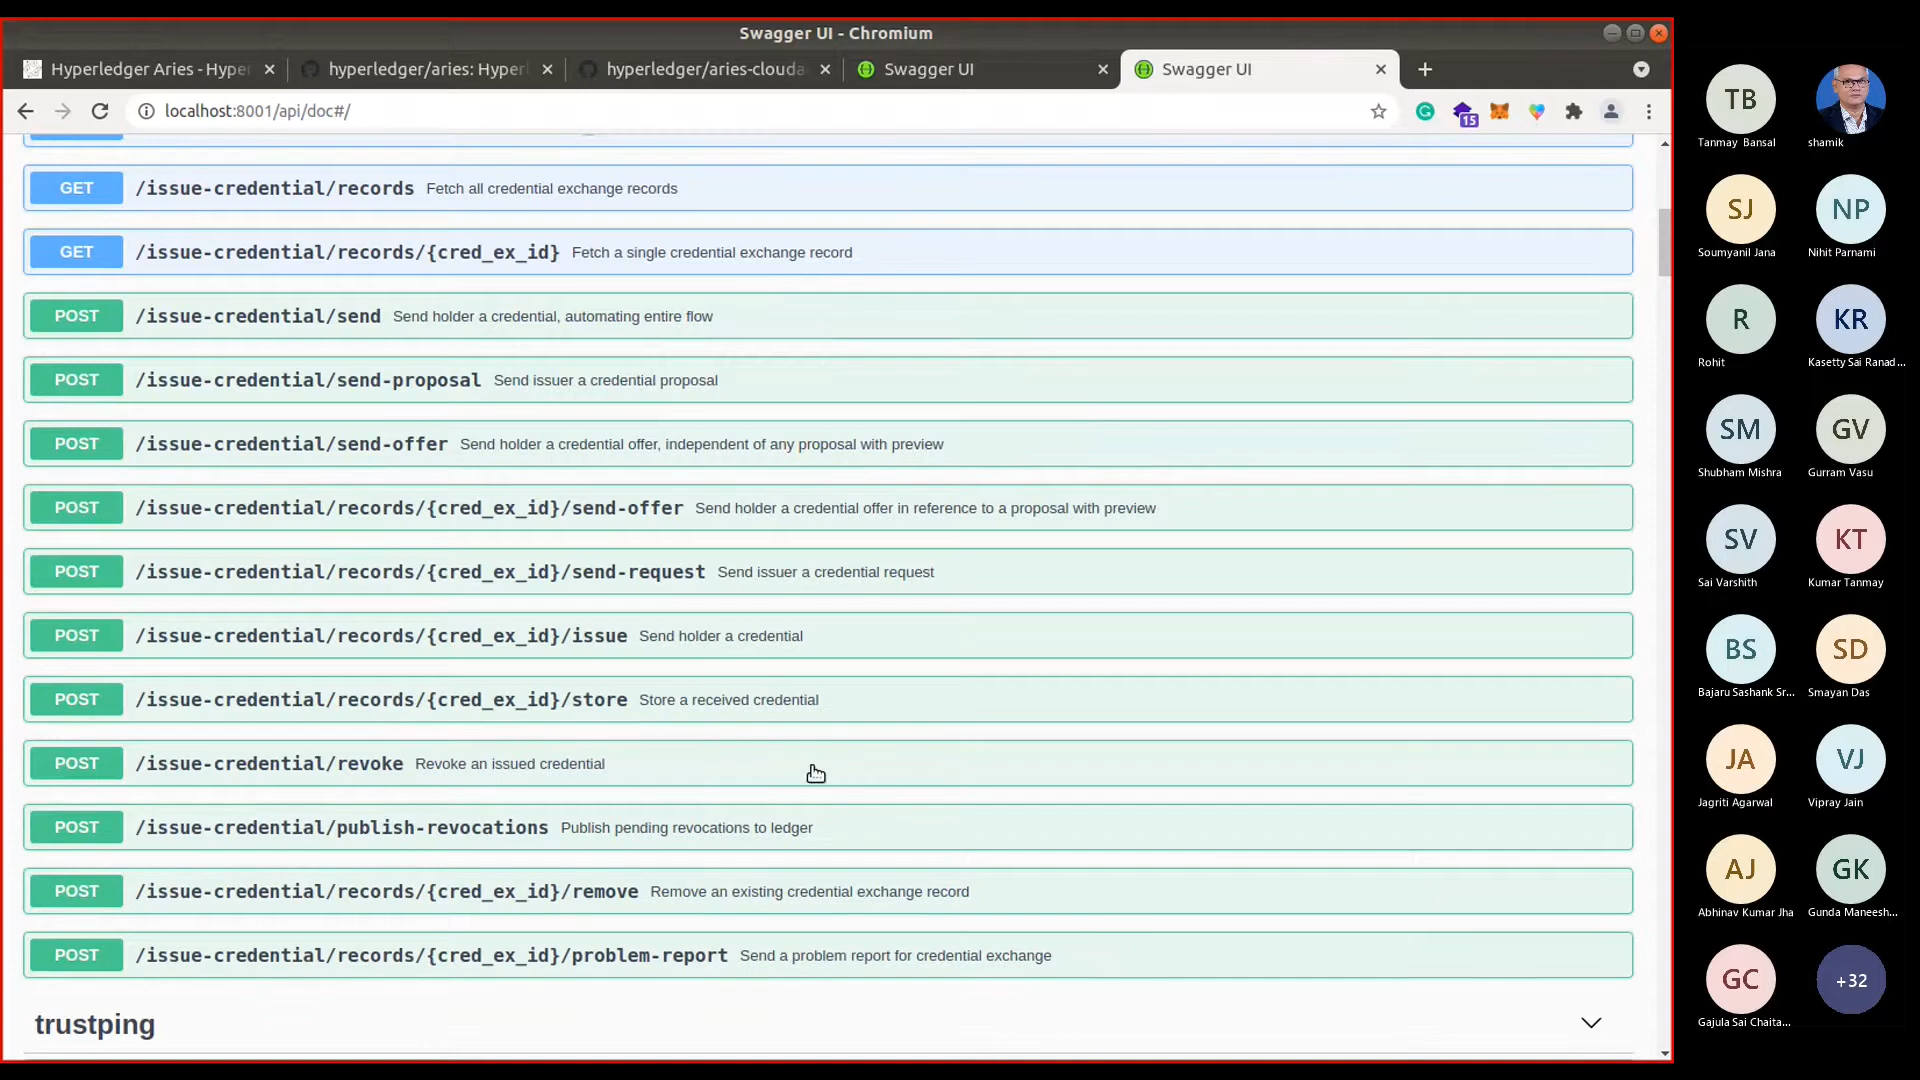 Swagger UI - Chromium
Hyperledger Aries - Hype
hyperledger/aries: Hyper
hyperledger/aries-clouda
Swagger UI
Swagger UI
localhost:8001/api/doc#/
15
GET /issue-credential/records Fetch all credential exchange records
GET /issue-credential/records/{cred_ex_id} Fetch a single credential exchange record
POST /issue-credential/send Send holder a credential, automating entire flow
POST /issue-credential/send-proposal Send issuer a credential proposal
POST /issue-credential/send-offer Send holder a credential offer, independent of any proposal with preview
POST /issue-credential/records/{cred_ex_id}/send-offer Send holder a credential offer in reference to a proposal with preview
POST /issue-credential/records/{cred_ex_id}/send-request Send issuer a credential request
POST /issue-credential/records/{cred_ex_id}/issue Send holder a credential
POST /issue-credential/records/{cred_ex_id}/store Store a received credential
POST /issue-credential/revoke Revoke an issued credential
POST /issue-credential/publish-revocations Publish pending revocations to ledger
POST /issue-credential/records/{cred_ex_id}/remove Remove an existing credential exchange record
POST /issue-credential/records/{cred_ex_id}/problem-report Send a problem report for credential exchange
trustping
TB
Tanmay Bansal
shamik
SJ
Soumyanil Jana
NP
Nihit Parnami
R
Rohit
KR
Kasetty Sai Ranad...
SM
Shubham Mishra
GV
Gurram Vasu
SV
Sai Varshith
KT
Kumar Tanmay
BS
Bajaru Sashank Sr...
SD
Smayan Das
JA
Jagriti Agarwal
VJ
Vipray Jain
AJ
Abhinav Kumar Jha
GK
Gunda Maneesh...
GC
Gajula Sai Chaita...
+32